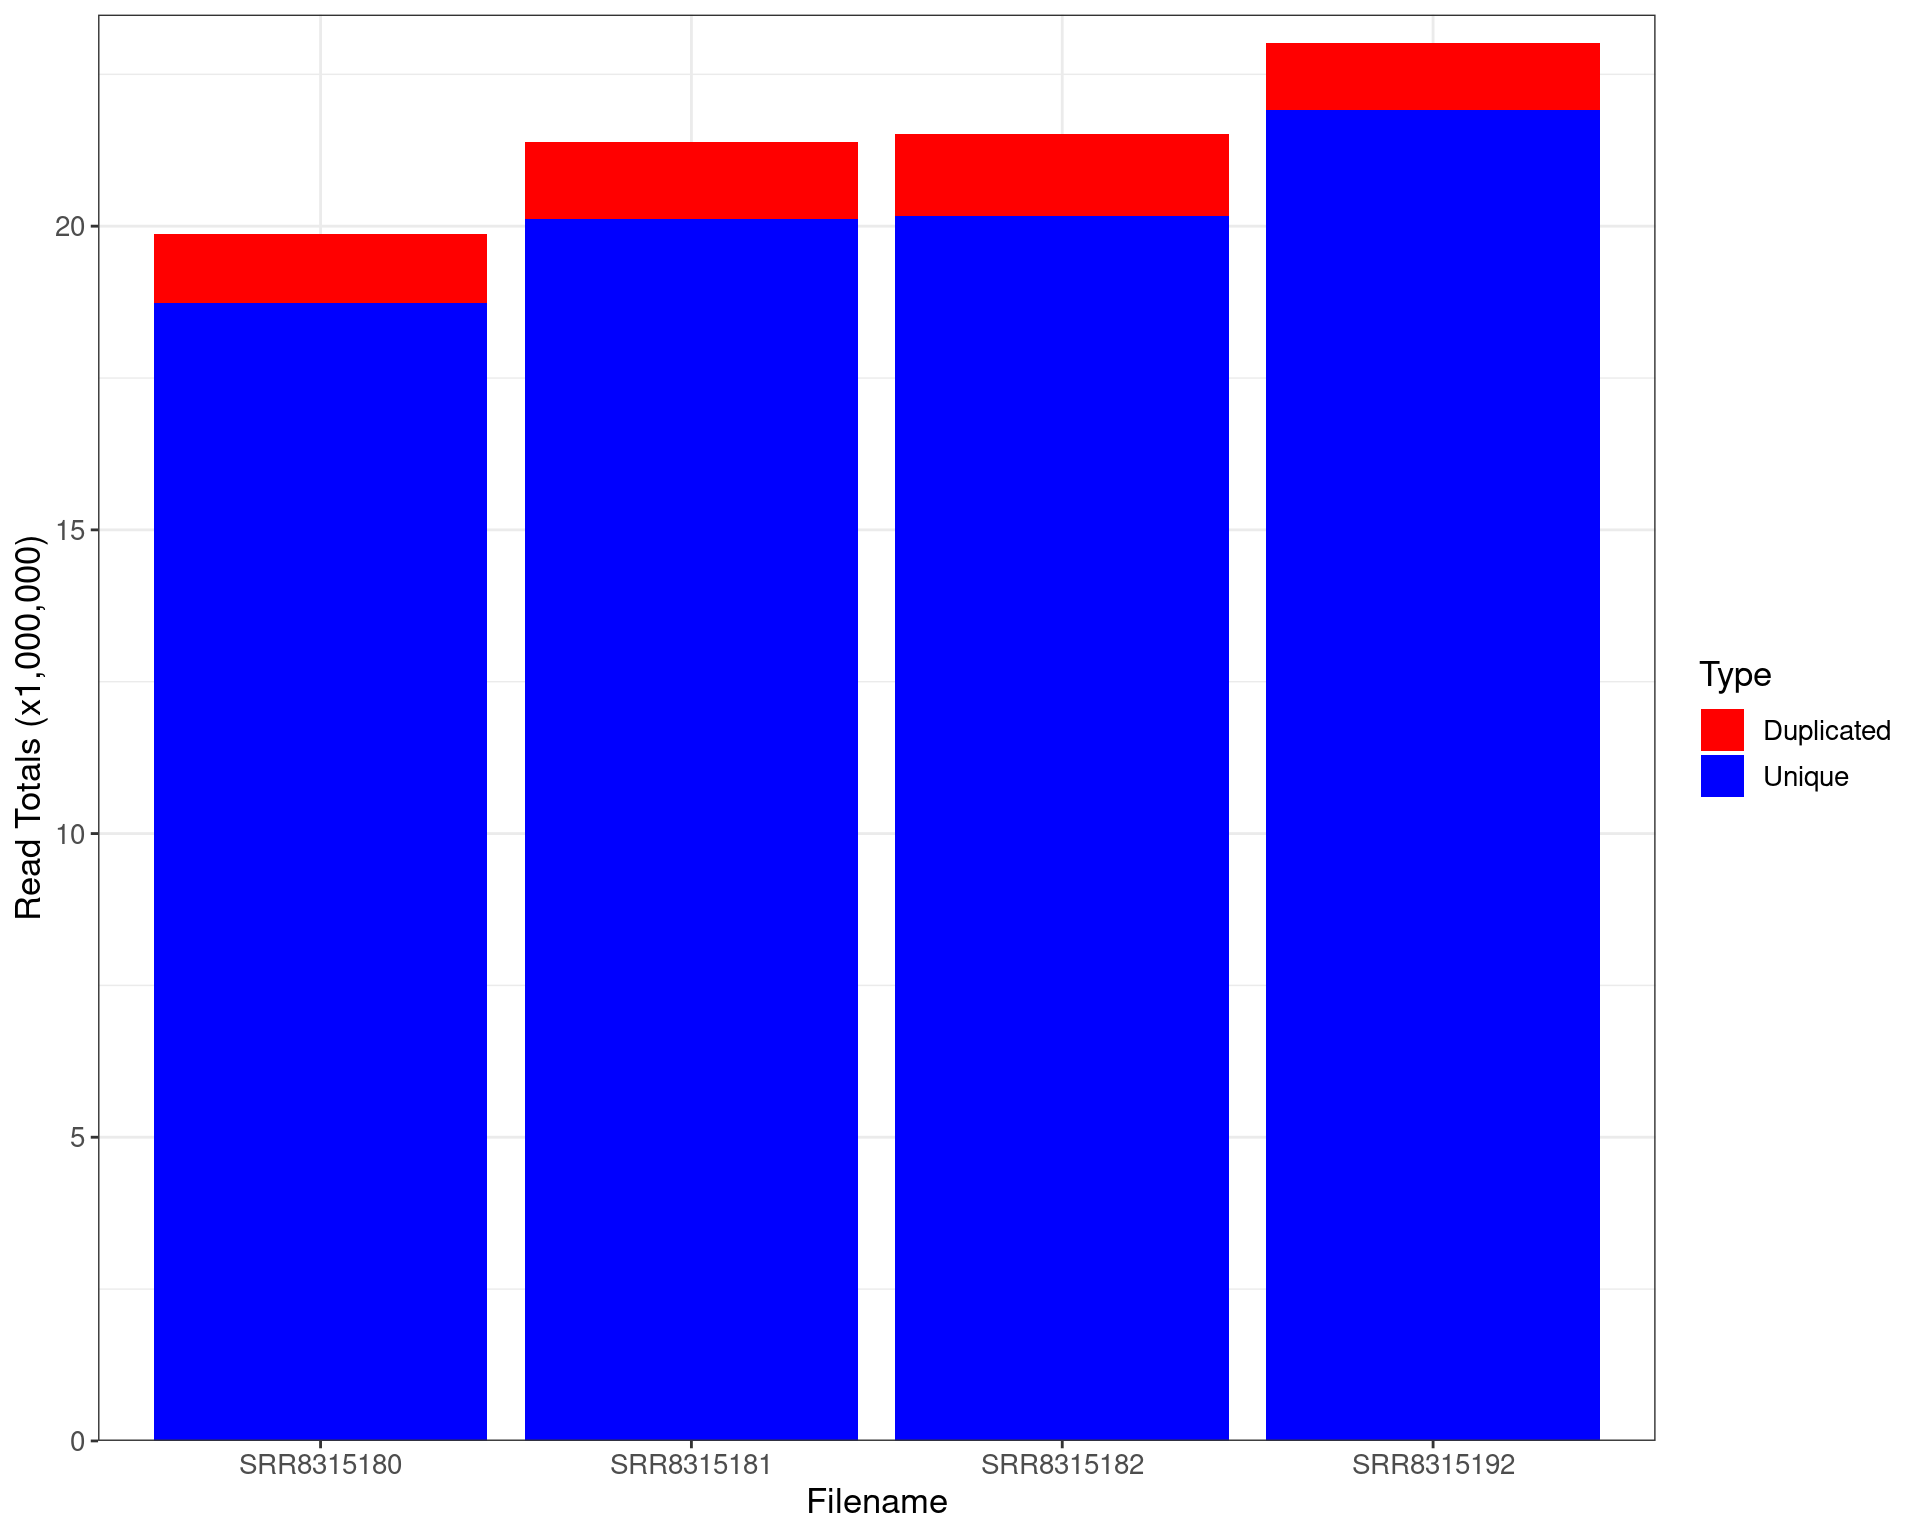 Read Totals (x1,000,000)
20
15
10
5
0
SRR8315180 SRR8315181 SRR8315182 SRR8315192
Filename
Type
Duplicated
Unique